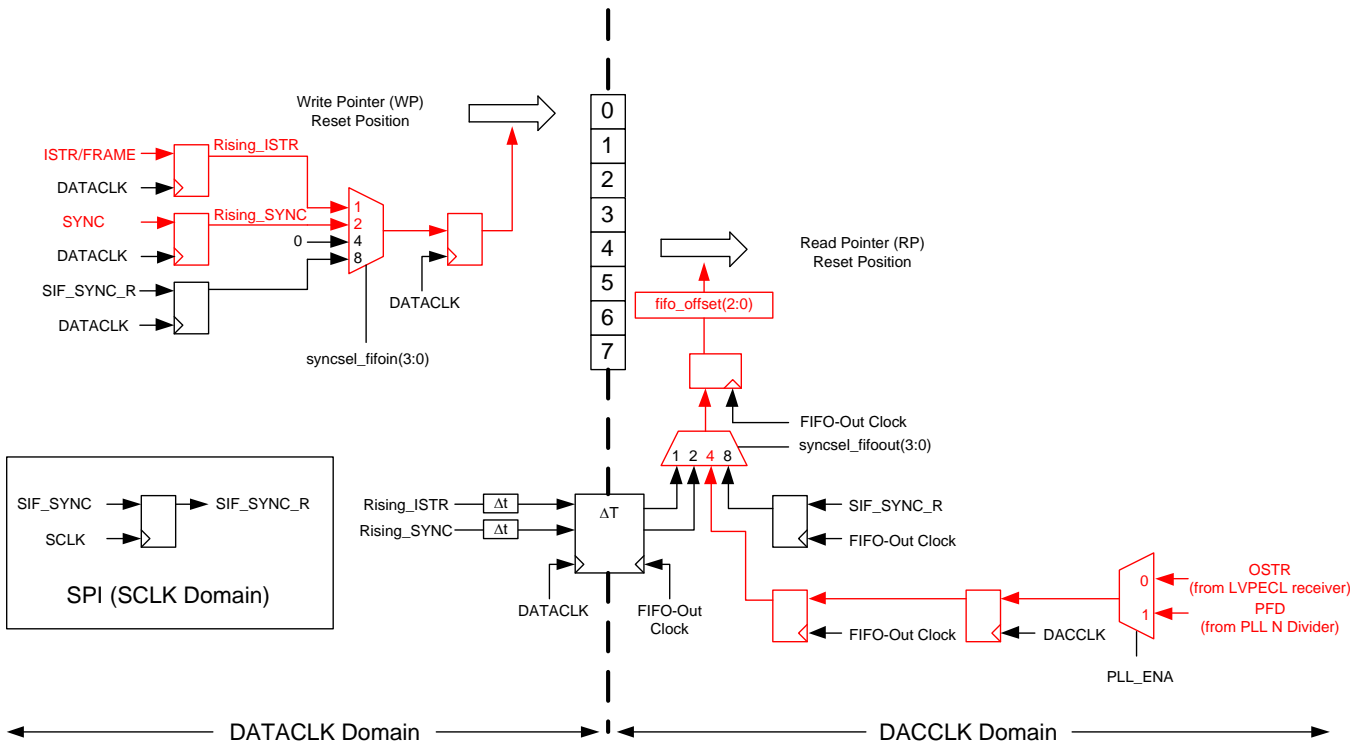 Write Pointer (WP)
Reset Position
ISTR/FRAME
Rising_ISTR
DATACLK
SYNC
Rising_SYNC
DATACLK
SIF_SYNC_R
DATACLK
0
1
2
4
8
syncsel_fifoin(3:0)
DATACLK
0
1
2
3
4
5
6
7
Read Pointer (RP)
Reset Position
fifo_offset(2:0)
FIFO-Out Clock
syncsel_fifoout(3:0)
1 2 4 8
SIF_SYNC
SIF_SYNC_R
SCLK
SPI (SCLK Domain)
Rising_ISTR
Δt
Rising_SYNC
Δt
ΔT
DATACLK
FIFO-Out
Clock
SIF_SYNC_R
FIFO-Out Clock
FIFO-Out Clock
DACCLK
0
1
OSTR
(from LVPECL receiver)
PFD
(from PLL N Divider)
PLL_ENA
DATACLK Domain
DACCLK Domain